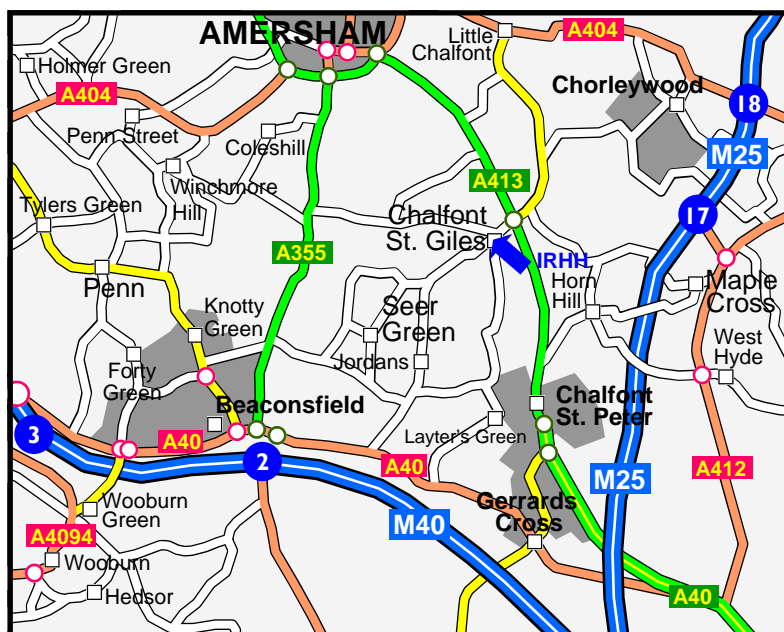 AMERSHAM
Little
Chalfont
A404
Holmer Green
Chorleywood
A404
18
Penn Street
Coleshill
M25
Winchmore
Hill
A413
Tylers Green
Chalfont
St. Giles
17
A355
IRHH
Penn
Horn
Hill
Maple
Cross
Knotty
Green
Seer
Green
West
Hyde
Forty
Green
Jordans
Beaconsfield
Chalfont
St. Peter
3
A40
2
Layter's Green
A40
A412
M25
Wooburn
Green
Gerrards
Cross
M40
A4094
Wooburn
Hedsor
A40